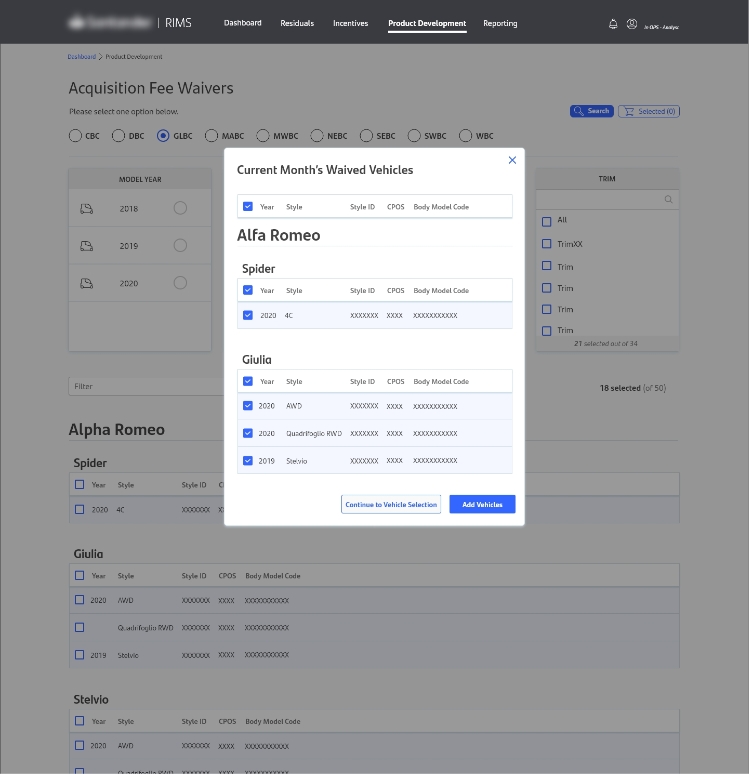 | RIMS
Dashboard Residuals Incentives Product Development Reporting
Dashboard > Product Development
Acquisition Fee Waivers
Please select one option below.
Search Selected (0)
CBC DBC GLBC MABC MWBC NEBC SEBC SWBC WBC
MODEL YEAR
2018
2019
2020
TRIM
All
TrimXX
Trim
Trim
Trim
Trim
21 selected out of 34
Current Month's Waived Vehicles
Year Style Style ID CPOS Body Model Code
Alfa Romeo
Spider
Year Style Style ID CPOS Body Model Code
2020 4C XXXXXXX XXXX XXXXXXXXXXX
Giulia
Year Style Style ID CPOS Body Model Code
2020 AWD XXXXXXX XXXX XXXXXXXXXXX
2020 Quadrifoglio RWD XXXXXXX XXXX XXXXXXXXXXX
2019 Stelvio XXXXXXX XXXX XXXXXXXXXXX
Continue to Vehicle Selection Add Vehicles
Filter
18 selected (of 50)
Alpha Romeo
Spider
Year Style Style ID
2020 4C
Giulia
Year Style Style ID CPOS Body Model Code
2020 AWD XXXXXXX XXXX XXXXXXXXXXX
Quadrifoglio RWD XXXXXXX XXXX XXXXXXXXXXX
2019 Stelvio XXXXXXX XXXX XXXXXXXXXXX
Stelvio
Year Style Style ID CPOS Body Model Code
2020 AWD XXXXXXX XXXX XXXXXXXXXXX
Quadrifoglio RWD XXXXXXX XXXX XXXXXXXXXXX